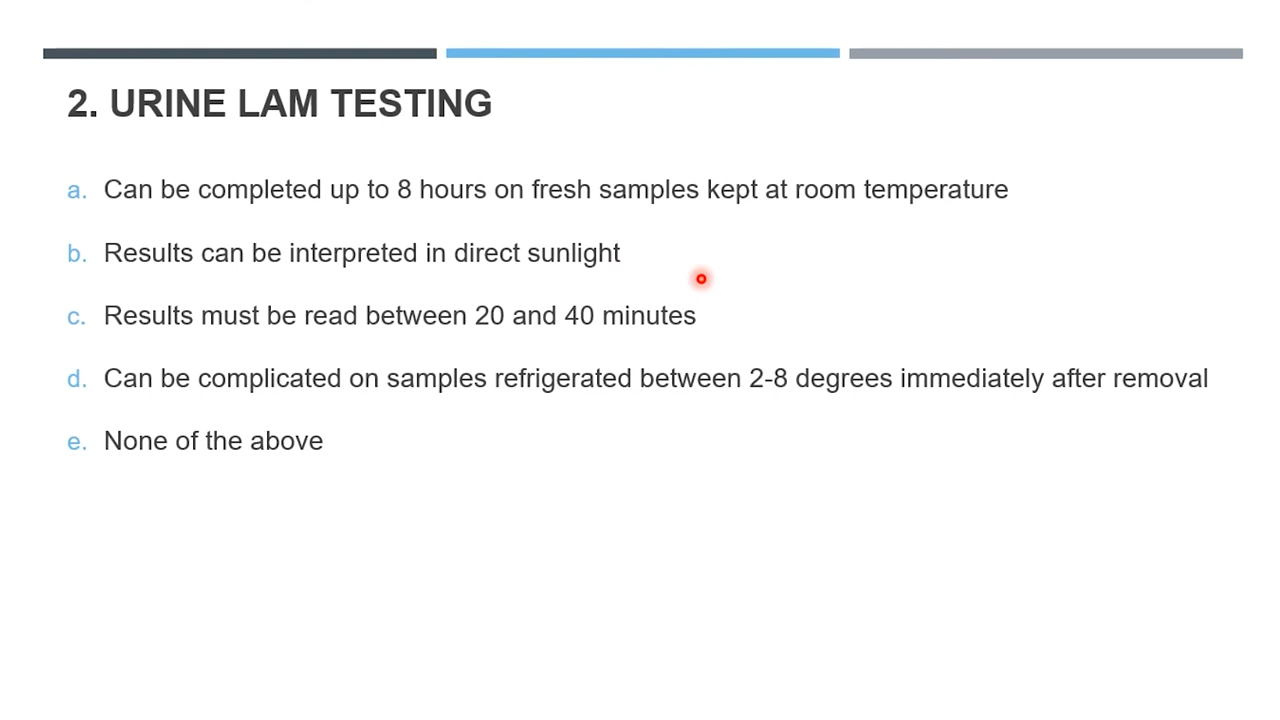 2. URINE LAM TESTING
a. Can be completed up to 8 hours on fresh samples kept at room temperature
b. Results can be interpreted in direct sunlight
c. Results must be read between 20 and 40 minutes
d. Can be complicated on samples refrigerated between 2-8 degrees immediately after removal
e. None of the above